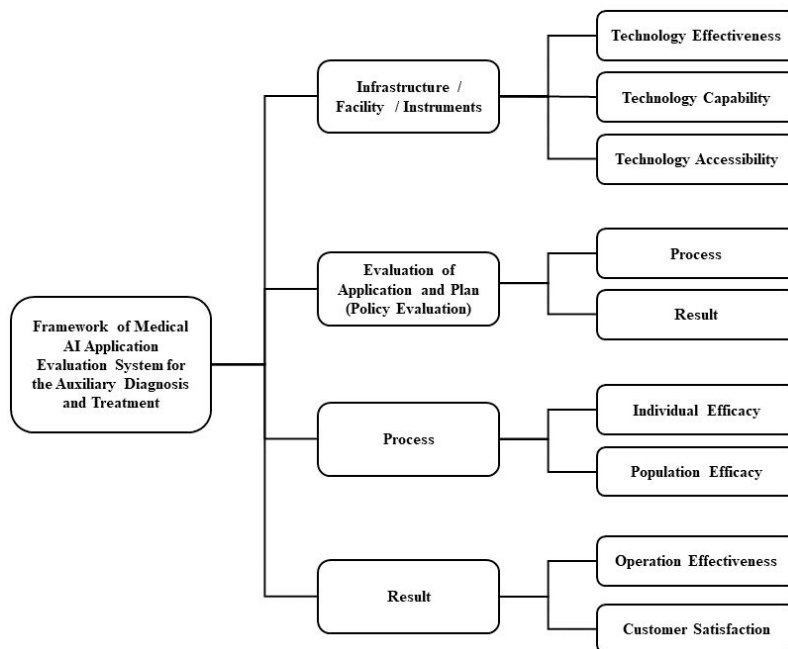 Framework of Medical
AI Application
Evaluation System for
the Auxiliary Diagnosis
and Treatment
Infrastructure /
Facility / Instruments
Technology Effectiveness
Technology Capability
Technology Accessibility
Evaluation of
Application and Plan
(Policy Evaluation)
Process
Result
Process
Individual Efficacy
Population Efficacy
Result
Operation Effectiveness
Customer Satisfaction